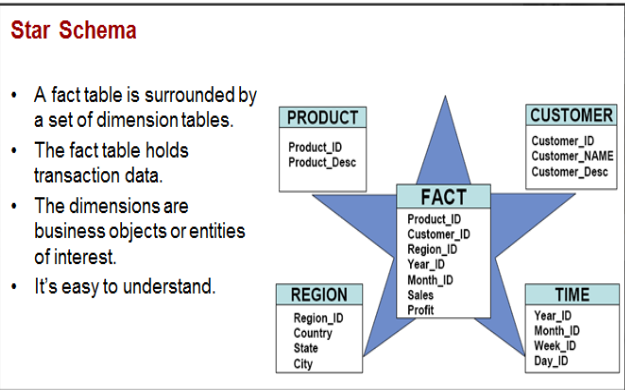 Star Schema
• A fact table is surrounded by
a set of dimension tables.
• The fact table holds
transaction data.
• The dimensions are
business objects or entities
of interest.
• It's easy to understand.
PRODUCT
Product_ID
Product_Desc
CUSTOMER
Customer_ID
Customer_NAME
Customer_Desc
FACT
Product_ID
Customer_ID
Region_ID
Year_ID
Month_ID
Sales
Profit
REGION
Region_ID
Country
State
City
TIME
Year_ID
Month_ID
Week_ID
Day_ID